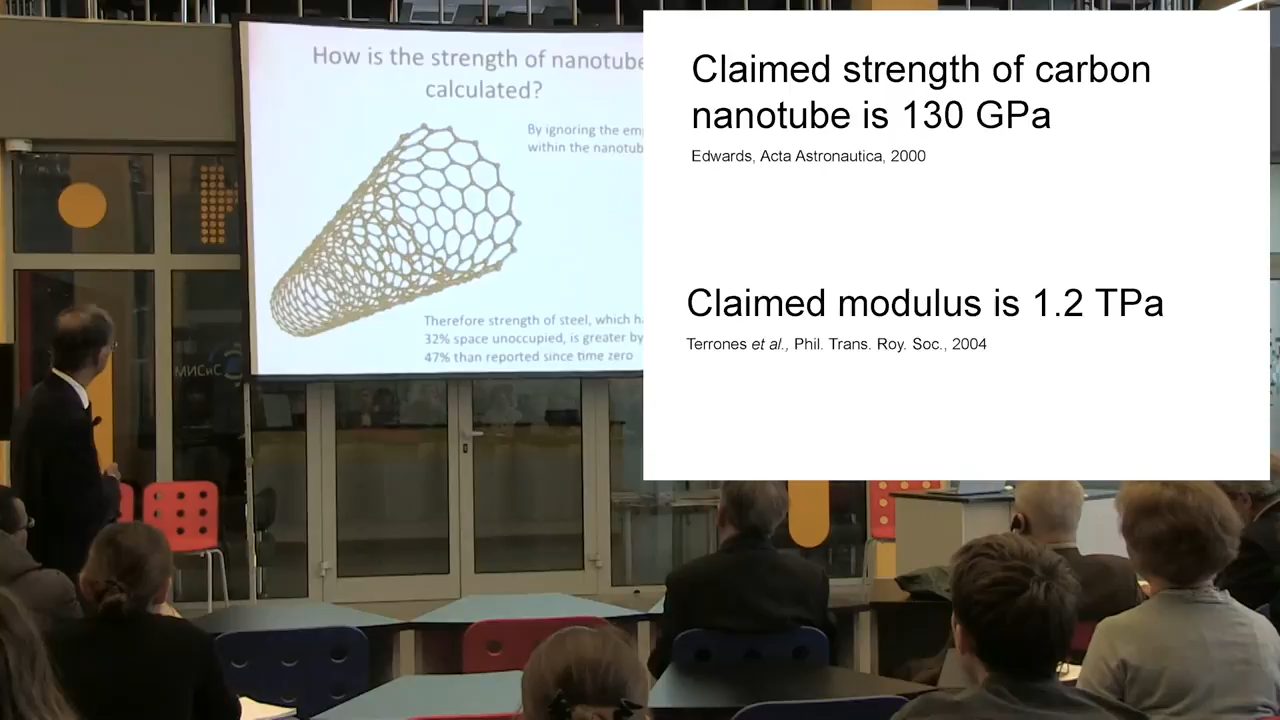 How is the strength of nanotube
calculated?
By ignoring the em
within the nanotub
Therefore strength of steel, which h
32% space unoccupied, is greater by
47% than reported since time zero
МИСиС
Claimed strength of carbon
nanotube is 130 GPa
Edwards, Acta Astronautica, 2000
Claimed modulus is 1.2 TPa
Terrones et al., Phil. Trans. Roy. Soc., 2004